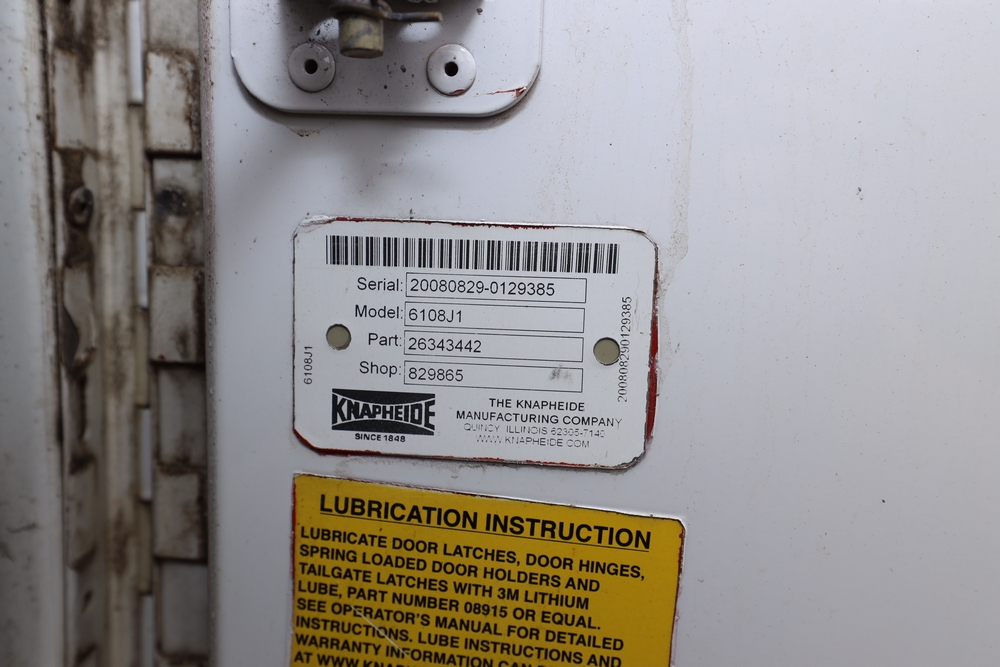 Serial: 20080829-0129385
Model: 6108J1
Part: 26343442
Shop: 829865
6108J1
200808290129385
KNAPHEIDE
SINCE 1848
THE KNAPHEIDE
MANUFACTURING COMPANY
QUINCY, ILLINOIS 62305-7140
WWW.KNAPHEIDE.COM
LUBRICATION INSTRUCTION
LUBRICATE DOOR LATCHES, DOOR HINGES,
SPRING LOADED DOOR HOLDERS AND
TAILGATE LATCHES WITH 3M LITHIUM
LUBE, PART NUMBER 08915 OR EQUAL.
SEE OPERATOR'S MANUAL FOR DETAILED
INSTRUCTIONS. LUBE INSTRUCTIONS AND
WARRANTY INFORMATION CAN
AT